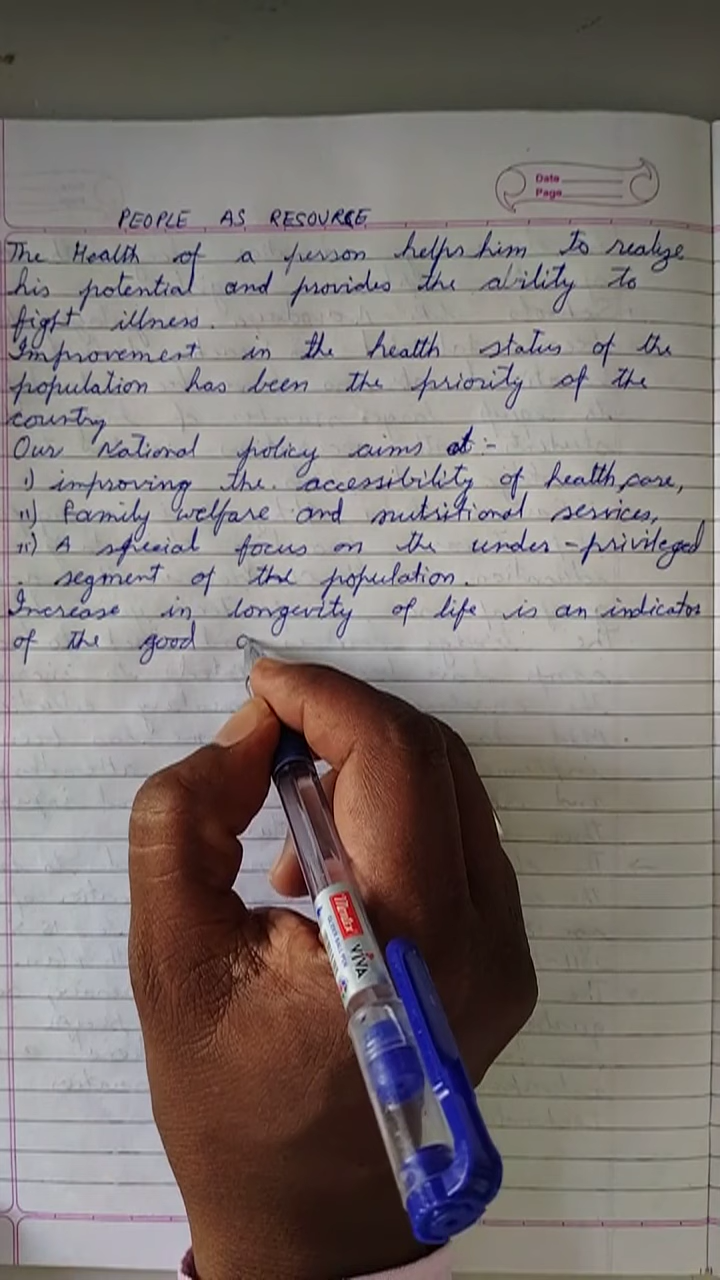 Date
Page
PEOPLE AS RESOURCE
The Health of a person helps him to realize
his potential and provides the ability to
fight illness.
Improvement in the health status of the
population has been the priority of the
country
Our National policy aims at:-
i) improving the accessibility of health care,
ii) Family welfare and nutritional services,
iii) A special focus on the under-privileged
segment of the population.
Increase in longevity of life is an indicator
of the good
Montex
VIVA